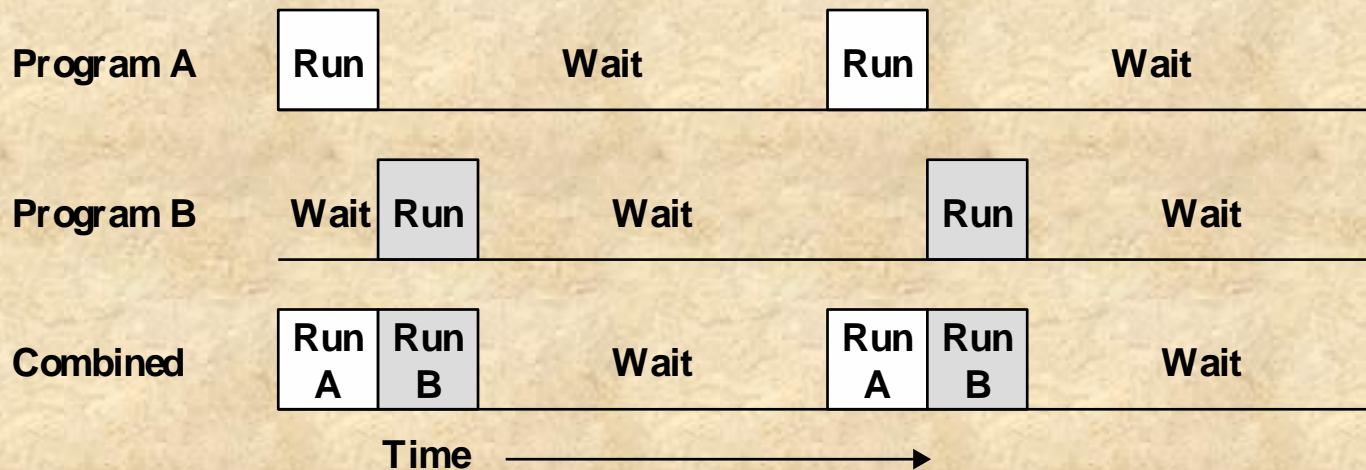 Program A Run Wait Run Wait
Program B Wait Run Wait Run Wait
Combined Run A Run B Wait Run A Run B Wait
Time